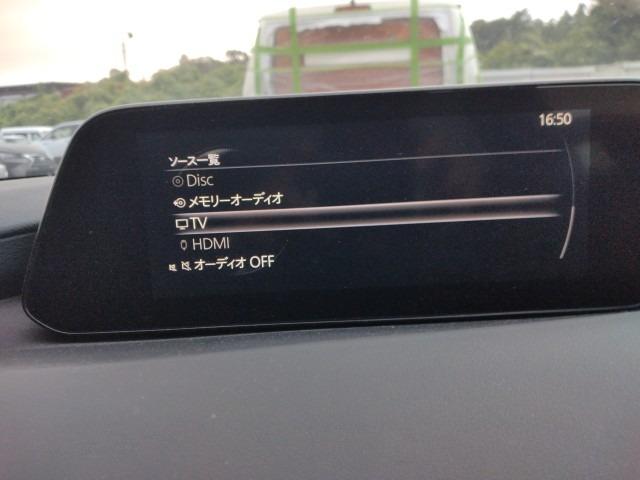 16:50
ソース一覧
Disc
メモリーオーディオ
TV
HDMI
オーディオ OFF